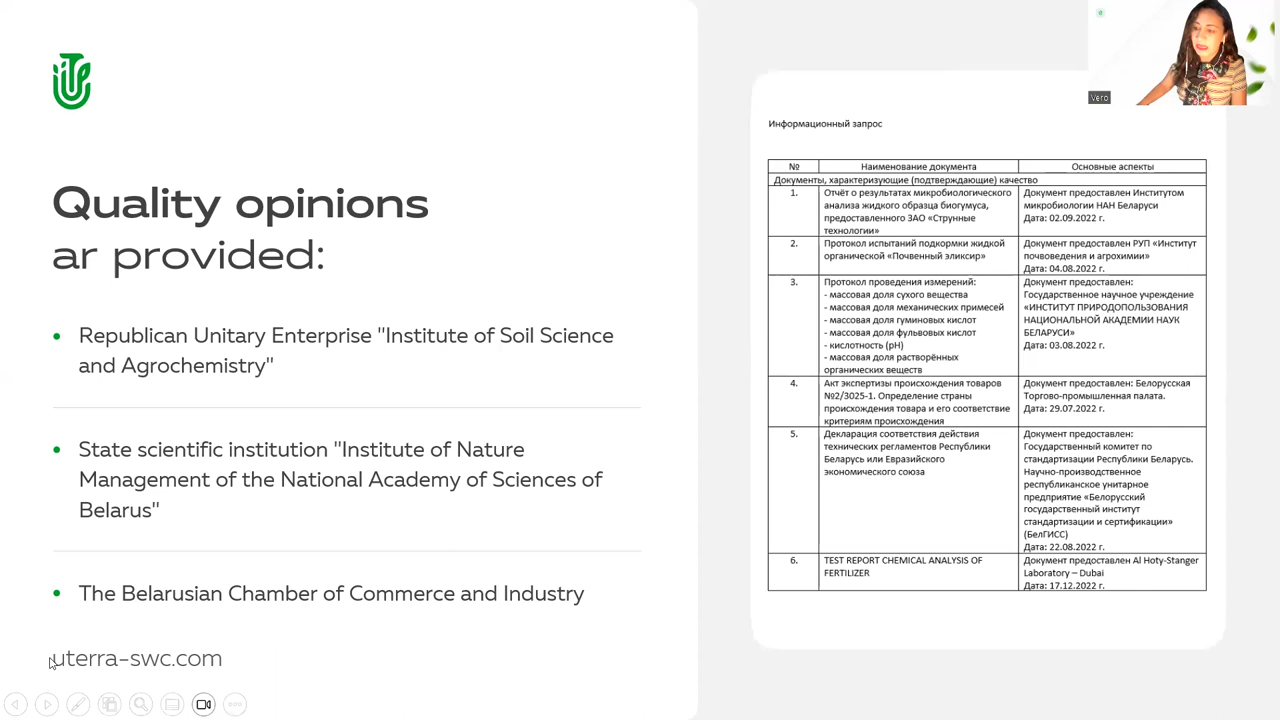 Quality opinions
ar provided:
Republican Unitary Enterprise "Institute of Soil Science
and Agrochemistry"
State scientific institution "Institute of Nature
Management of the National Academy of Sciences of
Belarus"
The Belarusian Chamber of Commerce and Industry
uterra-swc.com
Vero
Информационный запрос
№ Наименование документа Основные аспекты
Документы, характеризующие (подтверждающие) качество
1. Отчёт о результатах микробиологического
анализа жидкого образца биогумуса,
предоставленного ЗАО «Струнные
технологии»
Документ предоставлен Институтом
микробиологии НАН Беларуси
Дата: 02.09.2022 г.
2. Протокол испытаний подкормки жидкой
органической «Почвенный эликсир»
Документ предоставлен РУП «Институт
почвоведения и агрохимии»
Дата: 04.08.2022 г.
3. Протокол проведения измерений:
- массовая доля сухого вещества
- массовая доля механических примесей
- массовая доля гуминовых кислот
- массовая доля фульвовых кислот
- кислотность (pH)
- массовая доля растворённых
органических веществ
Документ предоставлен:
Государственное научное учреждение
«ИНСТИТУТ ПРИРОДОПОЛЬЗОВАНИЯ
НАЦИОНАЛЬНОЙ АКАДЕМИИ НАУК
БЕЛАРУСИ»
Дата: 03.08.2022 г.
4. Акт экспертизы происхождения товаров
№2/3025-1. Определение страны
происхождения товара и его соответствие
критериям происхождения
Документ предоставлен: Белорусская
Торгово-промышленная палата.
Дата: 29.07.2022 г.
5. Декларация соответствия действия
технических регламентов Республики
Беларусь или Евразийского
экономического союза
Документ предоставлен:
Государственный комитет по
стандартизации Республики Беларусь.
Научно-производственное
республиканское унитарное
предприятие «Белорусский
государственный институт
стандартизации и сертификации»
(БелГИСС)
Дата: 22.08.2022 г.
6. TEST REPORT CHEMICAL ANALYSIS OF
FERTILIZER
Документ предоставлен Al Hoty-Stanger
Laboratory – Dubai
Дата: 17.12.2022 г.